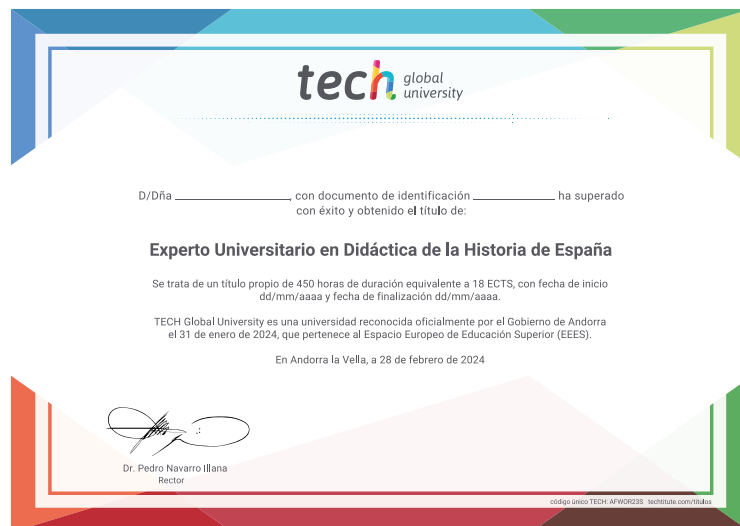 tech global university
D/Dña ______________________, con documento de identificación ______________ ha superado
con éxito y obtenido el título de:
Experto Universitario en Didáctica de la Historia de España
Se trata de un título propio de 450 horas de duración equivalente a 18 ECTS, con fecha de inicio
dd/mm/aaaa y fecha de finalización dd/mm/aaaa.
TECH Global University es una universidad reconocida oficialmente por el Gobierno de Andorra
el 31 de enero de 2024, que pertenece al Espacio Europeo de Educación Superior (EEES).
En Andorra la Vella, a 28 de febrero de 2024
Dr. Pedro Navarro Illana
Rector
código único TECH: AFWOR23S techtitute.com/titulos